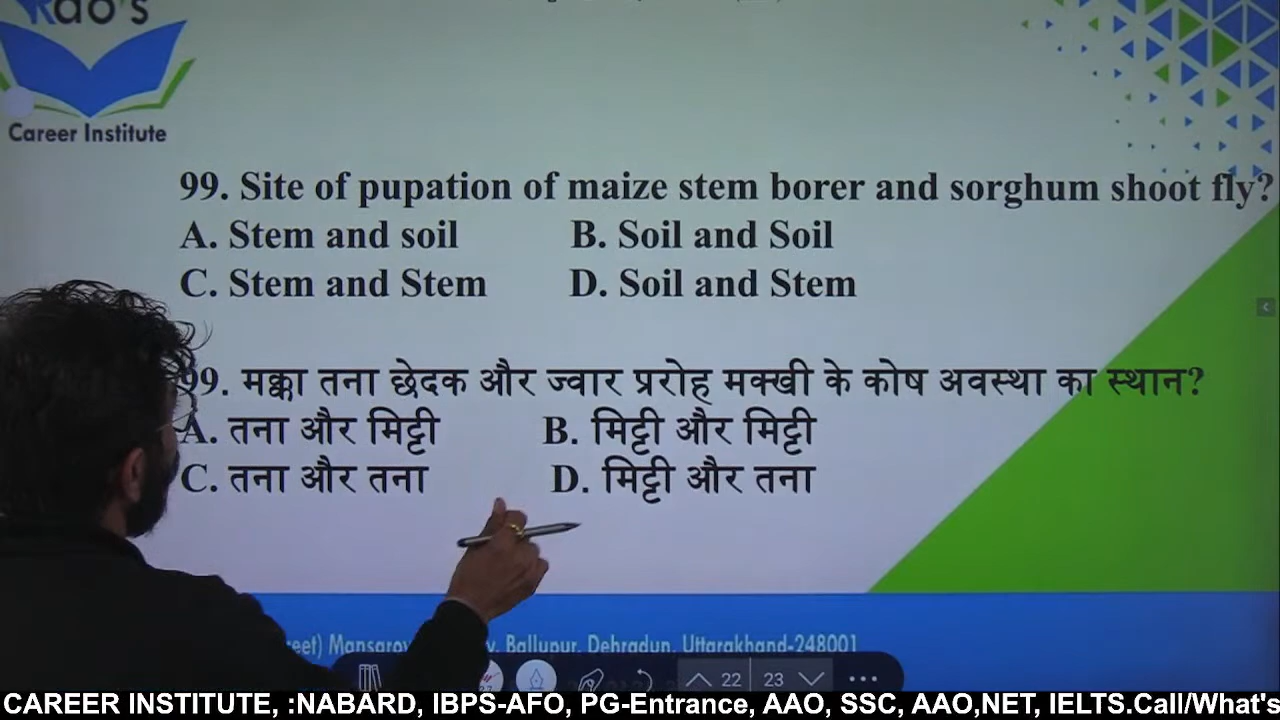 Rao's
Career Institute
99. Site of pupation of maize stem borer and sorghum shoot fly?
A. Stem and soil B. Soil and Soil
C. Stem and Stem D. Soil and Stem
99. मक्का तना छेदक और ज्वार प्ररोह मक्खी के कोष अवस्था का स्थान?
A. तना और मिट्टी B. मिट्टी और मिट्टी
C. तना और तना D. मिट्टी और तना
Ballupur, Dehradun, Uttarakhand-248001
22 23
CAREER INSTITUTE, :NABARD, IBPS-AFO, PG-Entrance, AAO, SSC, AAO,NET, IELTS.Call/What's